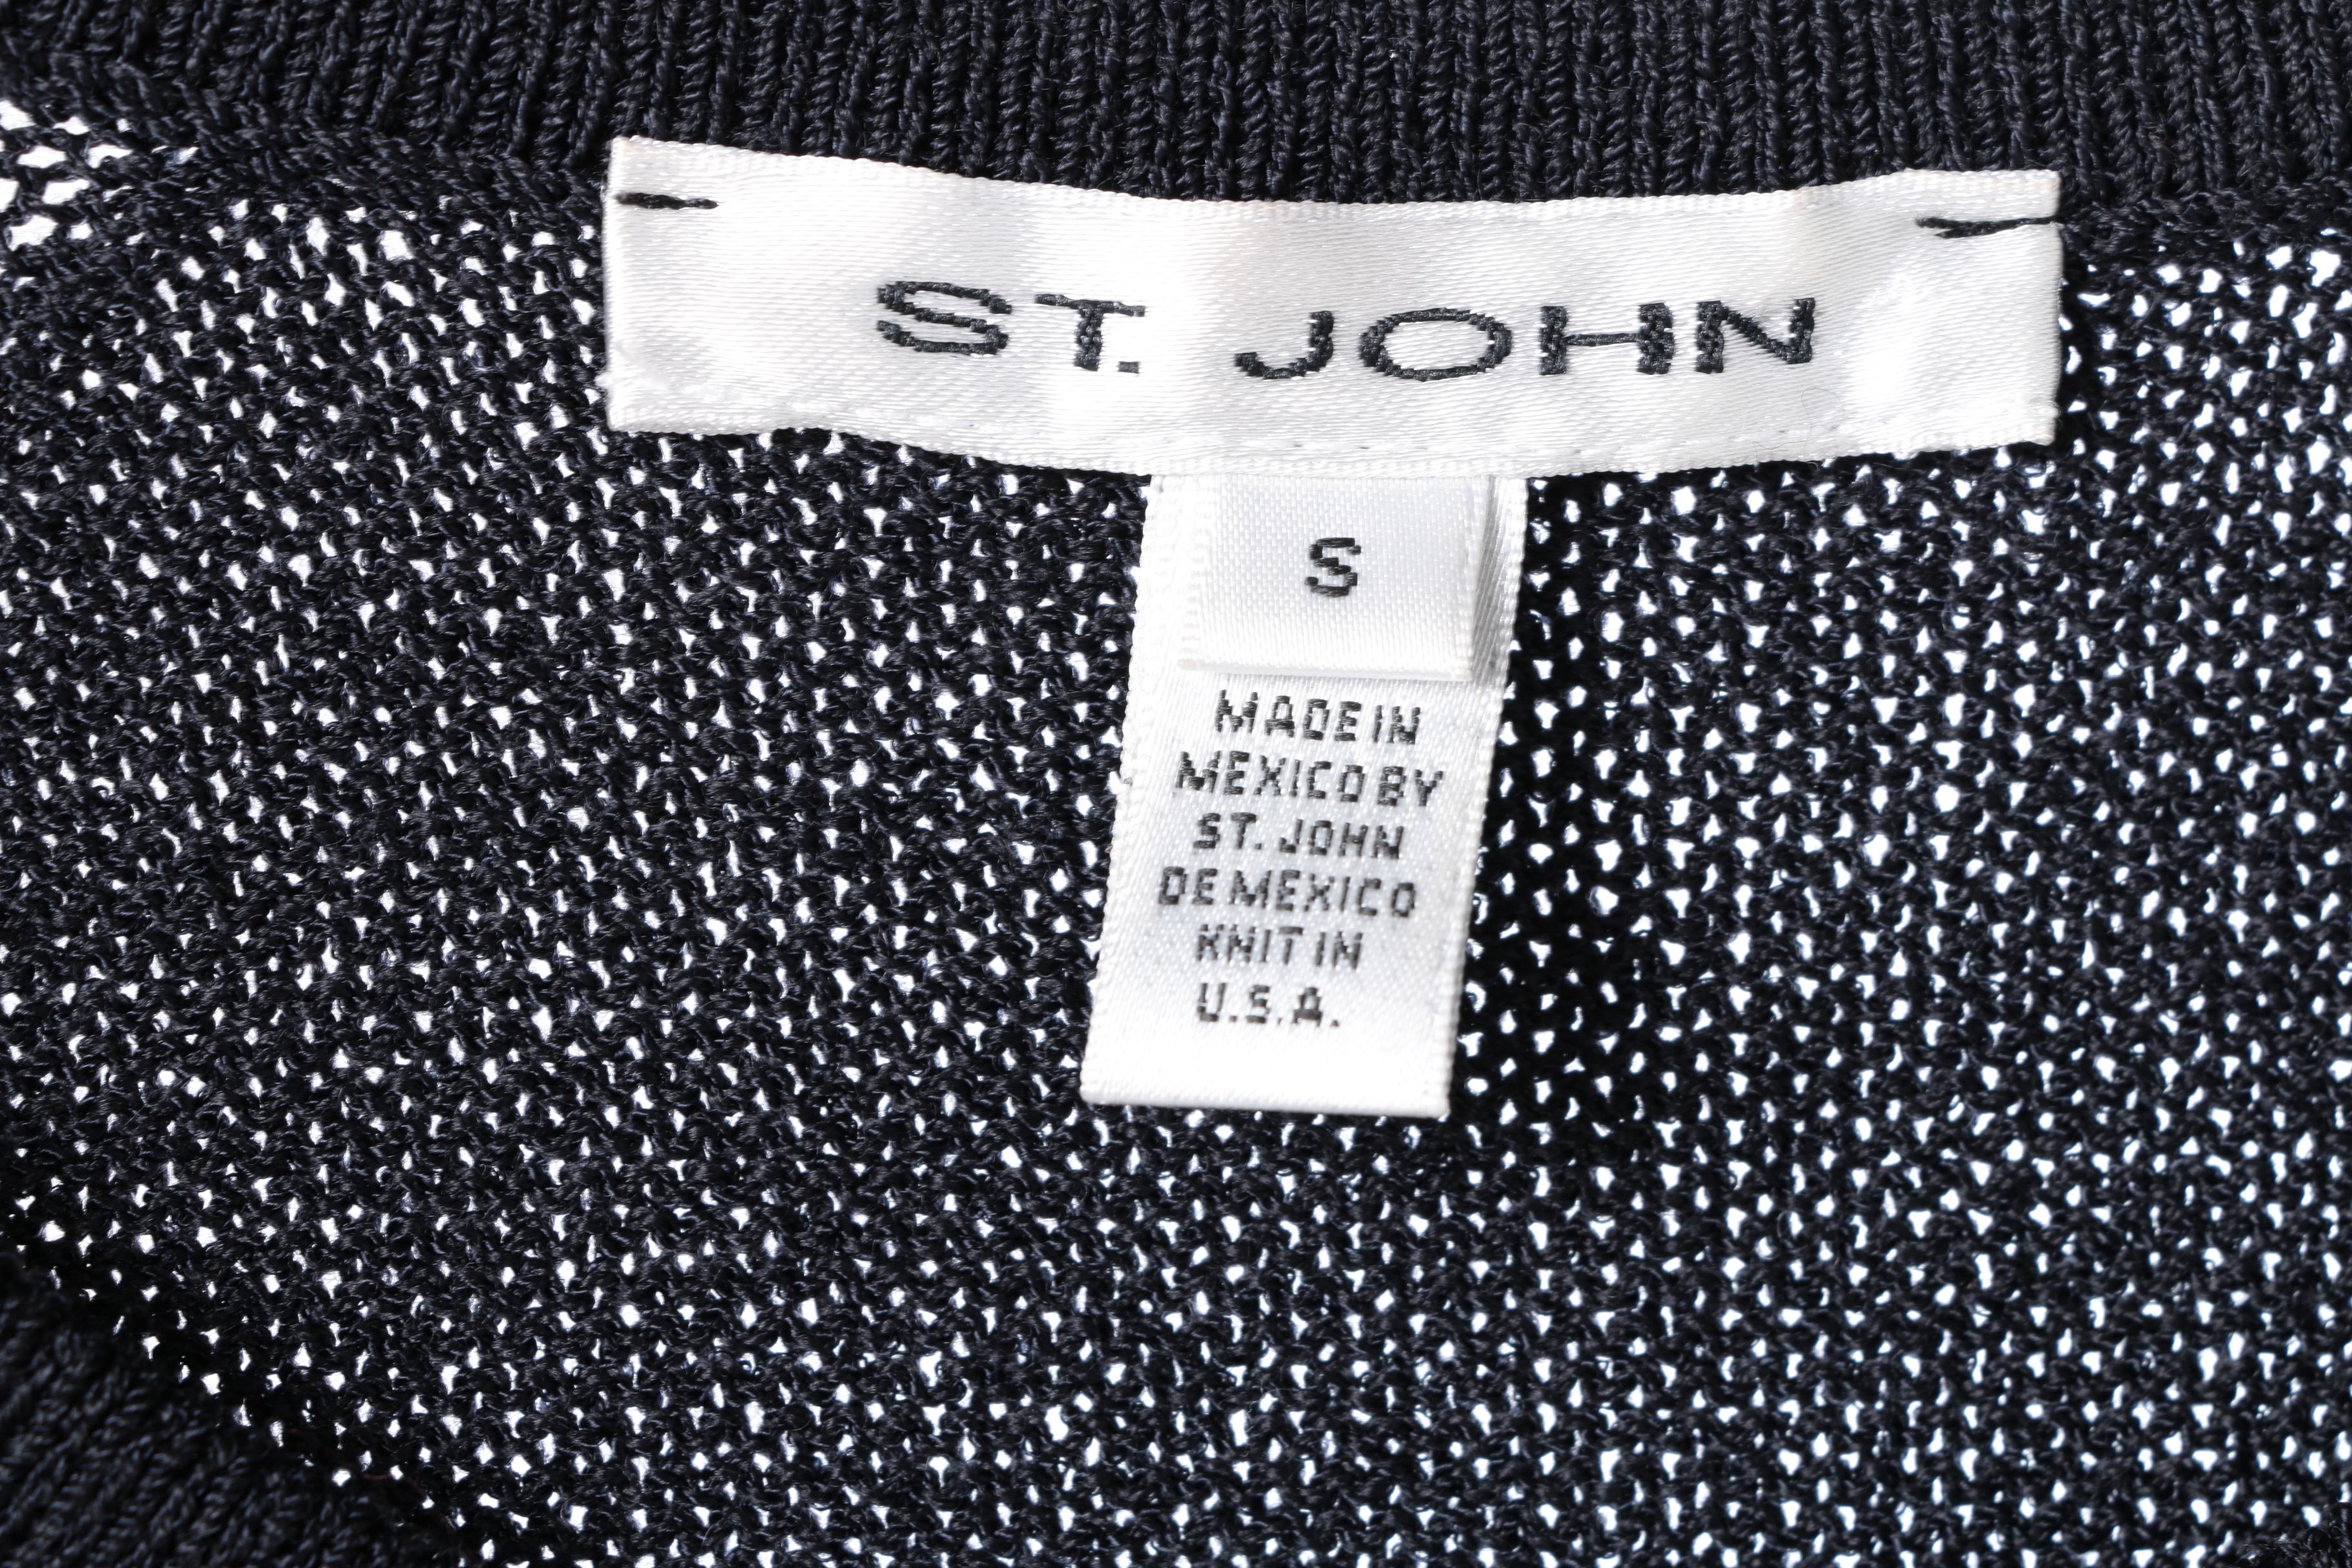 ST. JOHN
S
MADE IN
MEXICO BY
ST. JOHN
DE MEXICO
KNIT IN
U.S.A.